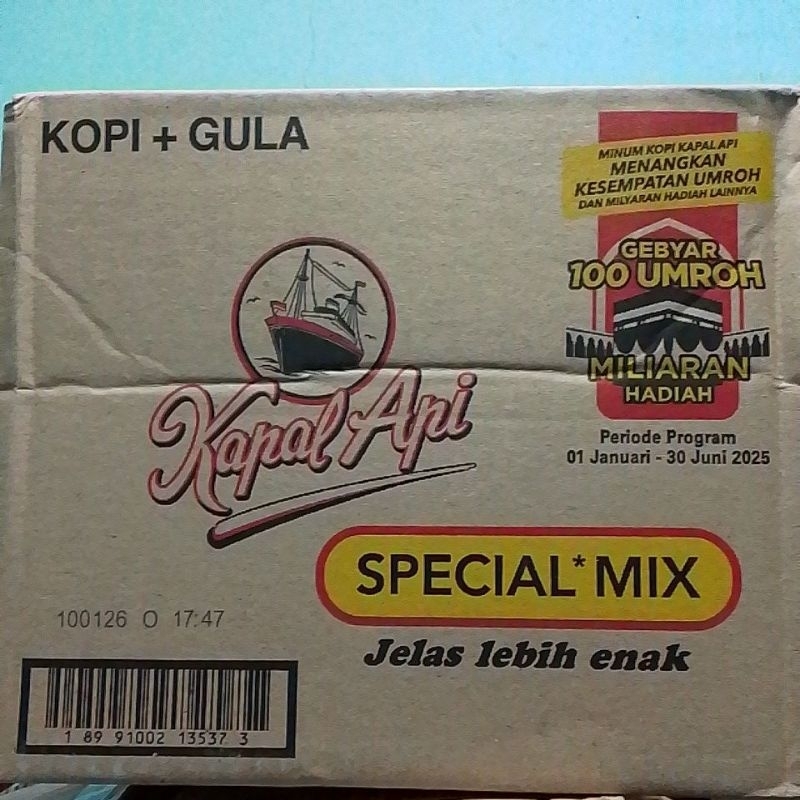 KOPI + GULA
MINUM KOPI KAPAL API
MENANGKAN
KESEMPATAN UMROH
DAN MILYARAN HADIAH LAINNYA
GEBYAR
100 UMROH
MILIARAN
HADIAH
Periode Program
01 Januari - 30 Juni 2025
Kapal Api
SPECIAL* MIX
Jelas lebih enak
100126 O 17:47
1 89 91002 13537 3